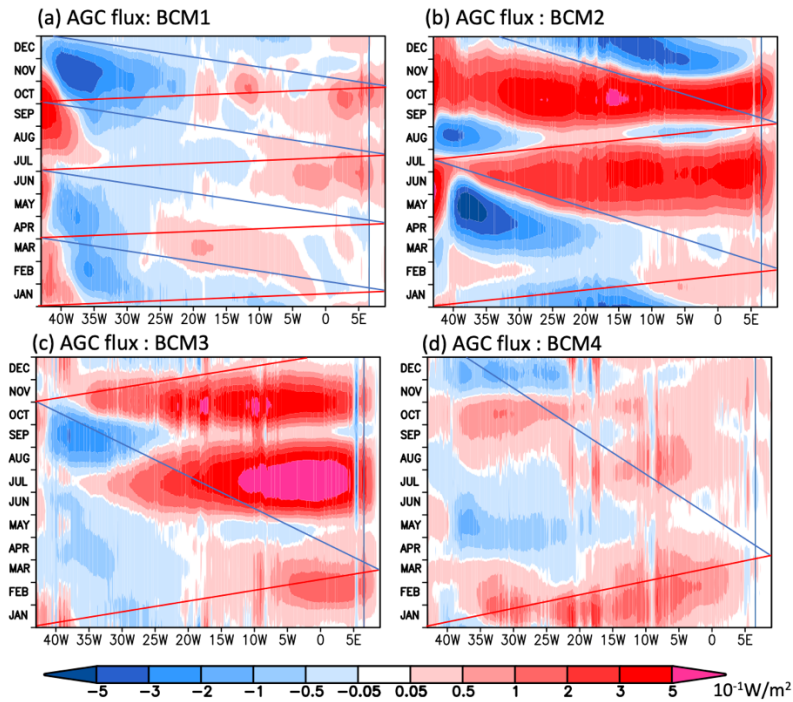 (a) AGC flux: BCM1
DEC
NOV
OCT
SEP
AUG
JUL
JUN
MAY
APR
MAR
FEB
JAN
40W 35W 25W 20W 15W 10W 5W 0 5E
(b) AGC flux : BCM2
DEC
NOV
OCT
SEP
AUG
JUL
JUN
MAY
APR
MAR
FEB
JAN
40W 35W 25W 20W 15W 10W 5W 0 5E
(c) AGC flux : BCM3
DEC
NOV
OCT
SEP
AUG
JUL
JUN
MAY
APR
MAR
FEB
JAN
40W 35W 25W 20W 15W 10W 5W 0 5E
(d) AGC flux : BCM4
DEC
NOV
OCT
SEP
AUG
JUL
JUN
MAY
APR
MAR
FEB
JAN
40W 35W 25W 20W 15W 10W 5W 0 5E
-5 -3 -2 -1 -0.5 -0.05 0.05 0.5 1 2 3 5 10⁻¹W/m²